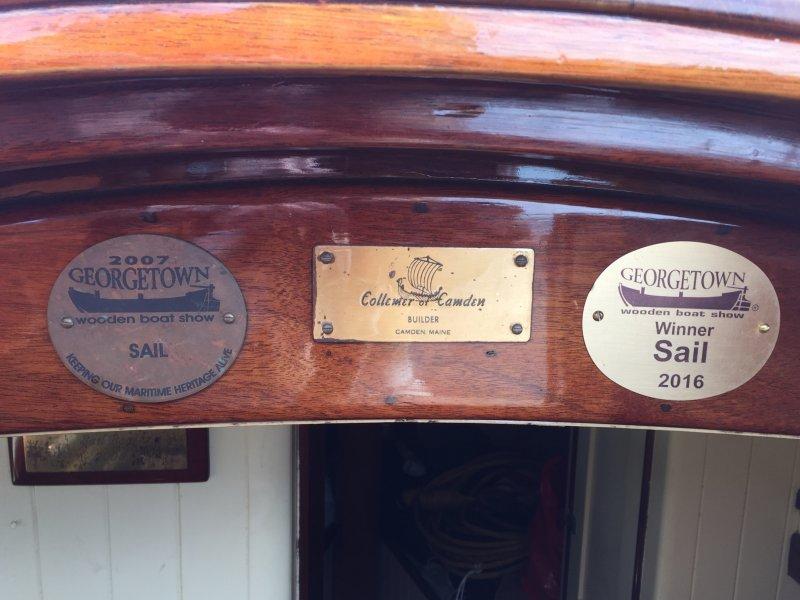 2007
GEORGETOWN
wooden boat show
SAIL
KEEPING OUR MARITIME HERITAGE ALIVE
Collemer of Camden
BUILDER
CAMDEN, MAINE
GEORGETOWN
wooden boat show ®
Winner
Sail
2016